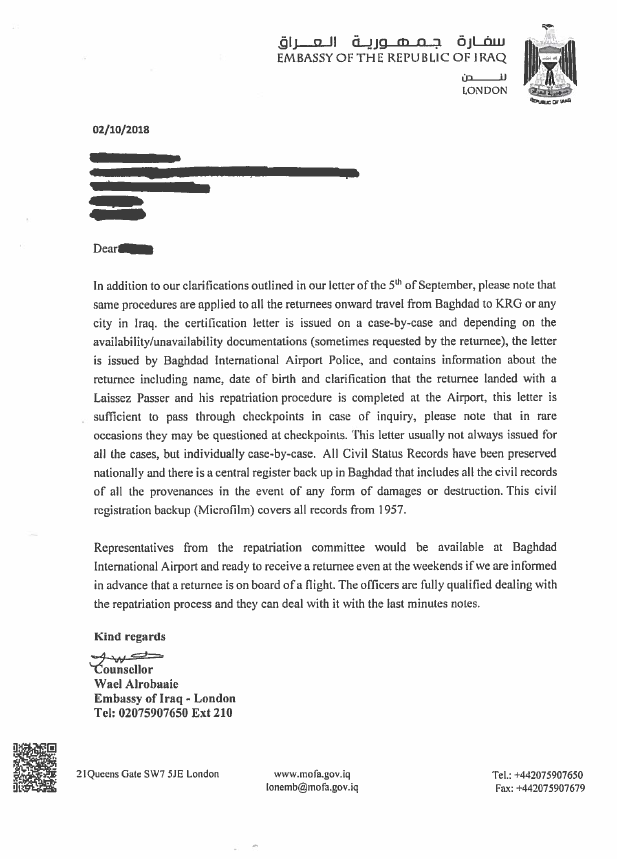 سفارة جمهورية العراق
EMBASSY OF THE REPUBLIC OF IRAQ
لندن
LONDON
REPUBLIC OF IRAQ
02/10/2018
Dear
In addition to our clarifications outlined in our letter of the 5th of September, please note that
same procedures are applied to all the returnees onward travel from Baghdad to KRG or any
city in Iraq. the certification letter is issued on a case-by-case and depending on the
availability/unavailability documentations (sometimes requested by the returnee), the letter
is issued by Baghdad International Airport Police, and contains information about the
returnee including name, date of birth and clarification that the returnee landed with a
Laissez Passer and his repatriation procedure is completed at the Airport, this letter is
sufficient to pass through checkpoints in case of inquiry, please note that in rare
occasions they may be questioned at checkpoints. This letter usually not always issued for
all the cases, but individually case-by-case. All Civil Status Records have been preserved
nationally and there is a central register back up in Baghdad that includes all the civil records
of all the provenances in the event of any form of damages or destruction. This civil
registration backup (Microfilm) covers all records from 1957.
Representatives from the repatriation committee would be available at Baghdad
International Airport and ready to receive a returnee even at the weekends if we are informed
in advance that a returnee is on board of a flight. The officers are fully qualified dealing with
the repatriation process and they can deal with it with the last minutes notes.
Kind regards
Counsellor
Wael Alrobaaie
Embassy of Iraq - London
Tel: 02075907650 Ext 210
21Queens Gate SW7 5JE London
www.mofa.gov.iq
lonemb@mofa.gov.iq
Tel.: +442075907650
Fax: +442075907679